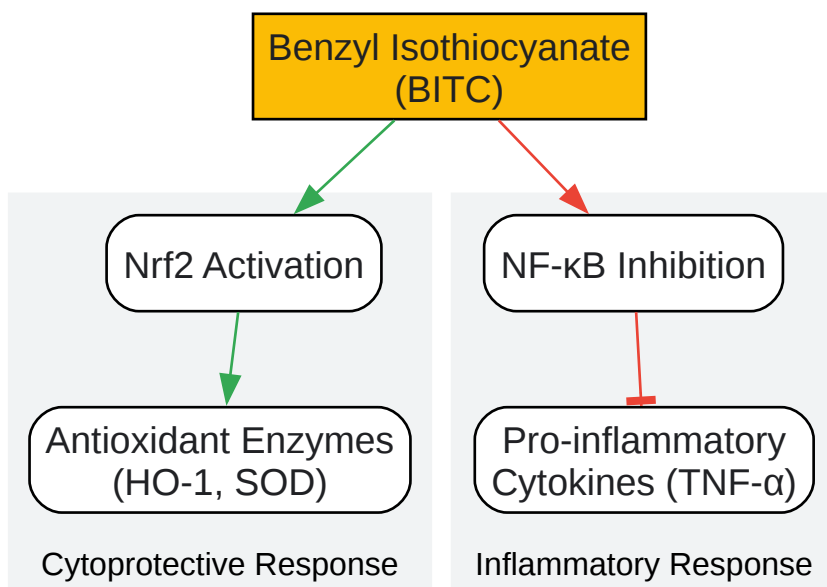 Benzyl Isothiocyanate
(BITC)
Nrf2 Activation
NF-κB Inhibition
Antioxidant Enzymes
(HO-1, SOD)
Pro-inflammatory
Cytokines (TNF-α)
Cytoprotective Response
Inflammatory Response